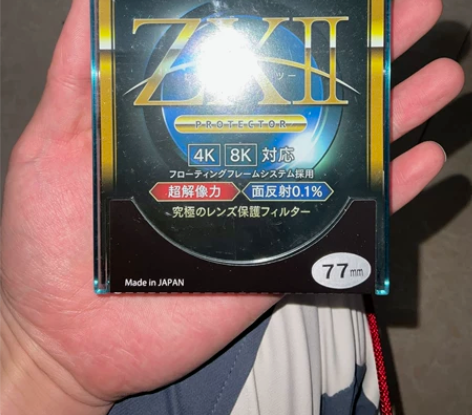 ZXII
PROTECTOR
4K 8K 対応
フローティングフレームシステム採用
超解像力 面反射0.1%
究極のレンズ保護フィルター
Made in JAPAN
77mm